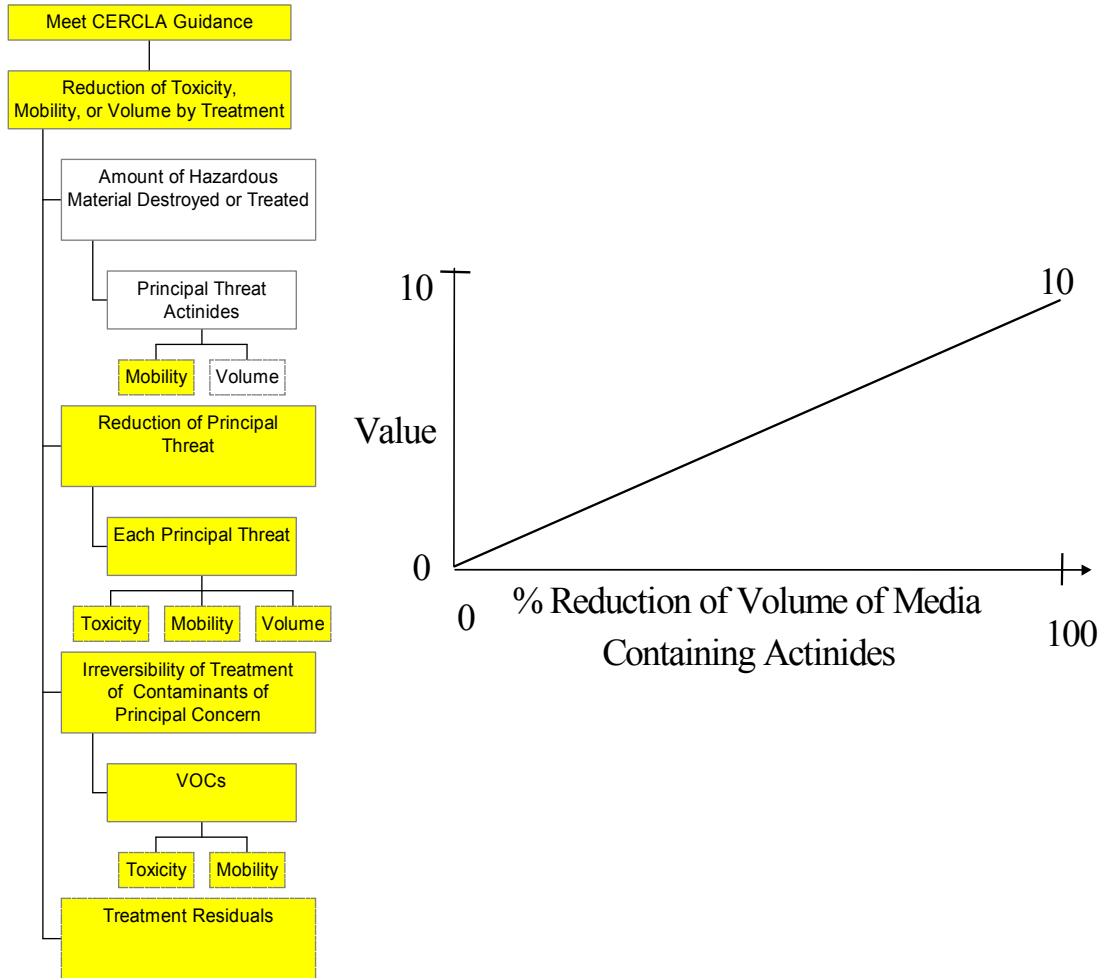 Meet CERCLA Guidance
Reduction of Toxicity,
Mobility, or Volume by Treatment
Amount of Hazardous
Material Destroyed or Treated
Principal Threat
Actinides
Mobility
Volume
Reduction of Principal
Threat
Each Principal Threat
Toxicity
Mobility
Volume
Irreversibility of Treatment
of Contaminants of
Principal Concern
VOCs
Toxicity
Mobility
Treatment Residuals
10
10
Value
0
0
% Reduction of Volume of Media
Containing Actinides
100